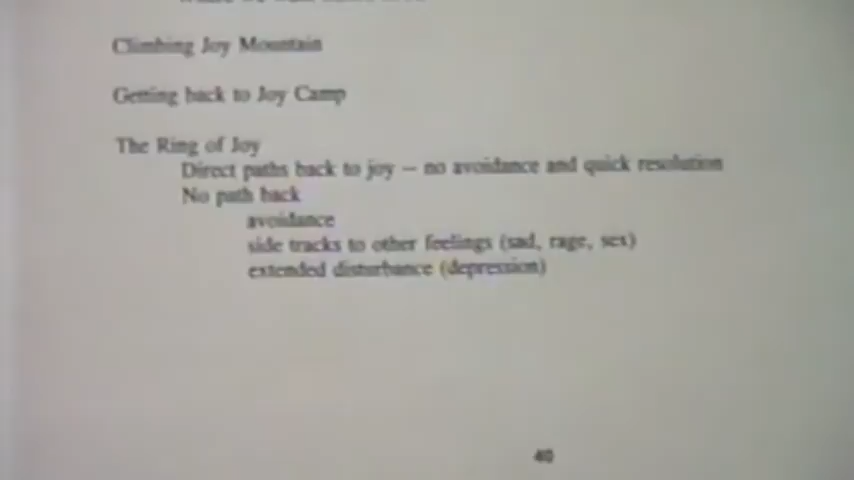 Climbing Joy Mountain
Getting back to Joy Camp
The Ring of Joy
Direct paths back to joy – no avoidance and quick resolution
No path back
avoidance
side tracks to other feelings (sad, rage, sex)
extended disturbance (depression)
40